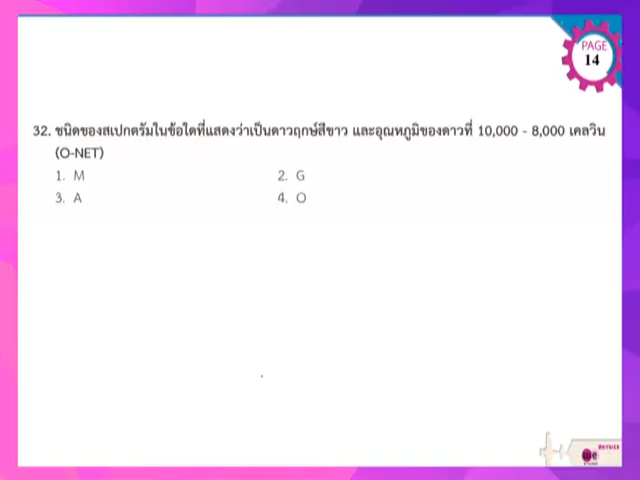 PAGE
14
32. ชนิดของสเปกตรัมในข้อใดที่แสดงว่าเป็นดาวฤกษ์สีขาว และอุณหภูมิของดาวที่ 10,000 - 8,000 เคลวิน
(O-NET)
1. M 2. G
3. A 4. O
PHYSICS